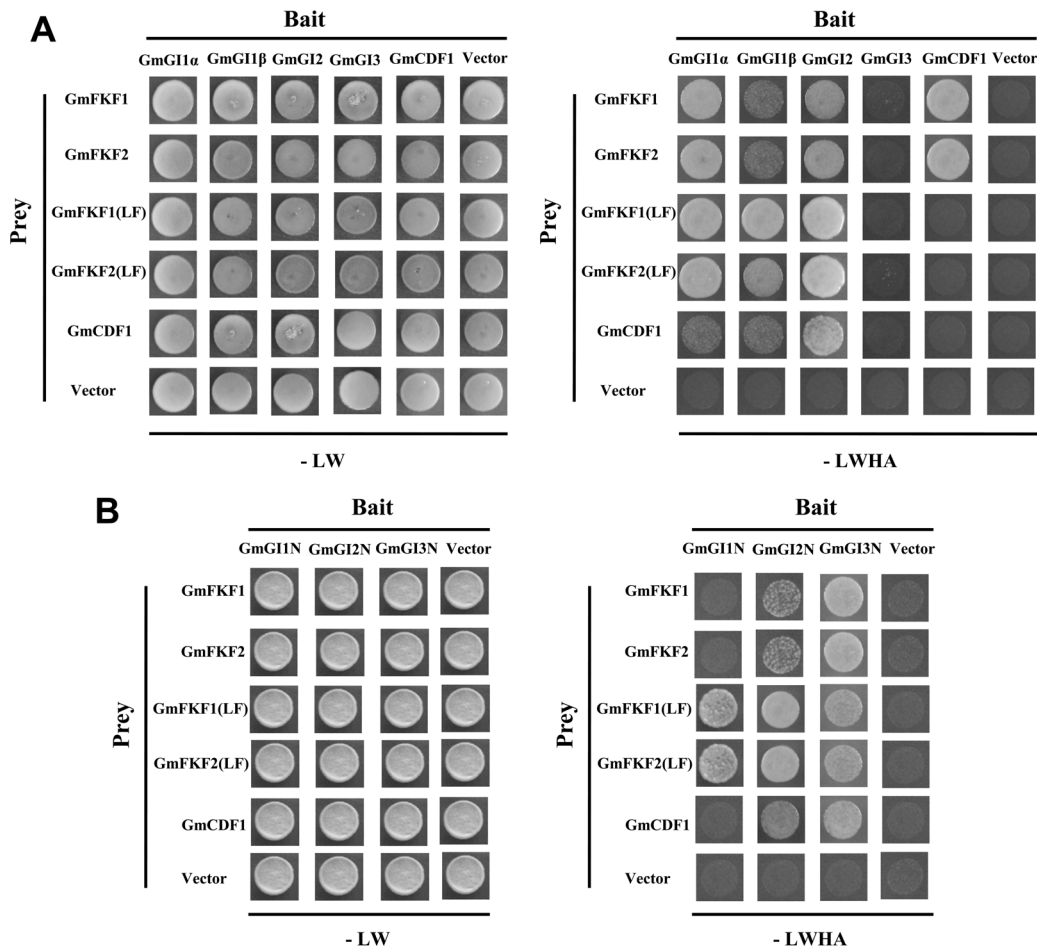 A
Bait
Bait
GmGI1α GmGI1β GmGI2 GmGI3 GmCDF1 Vector
GmGI1α GmGI1β GmGI2 GmGI3 GmCDF1 Vector
Prey
GmFKF1
GmFKF2
GmFKF1(LF)
GmFKF2(LF)
GmCDF1
Vector
Prey
GmFKF1
GmFKF2
GmFKF1(LF)
GmFKF2(LF)
GmCDF1
Vector
- LW
- LWHA
B
Bait
Bait
GmGI1N GmGI2N GmGI3N Vector
GmGI1N GmGI2N GmGI3N Vector
Prey
GmFKF1
GmFKF2
GmFKF1(LF)
GmFKF2(LF)
GmCDF1
Vector
Prey
GmFKF1
GmFKF2
GmFKF1(LF)
GmFKF2(LF)
GmCDF1
Vector
- LW
- LWHA